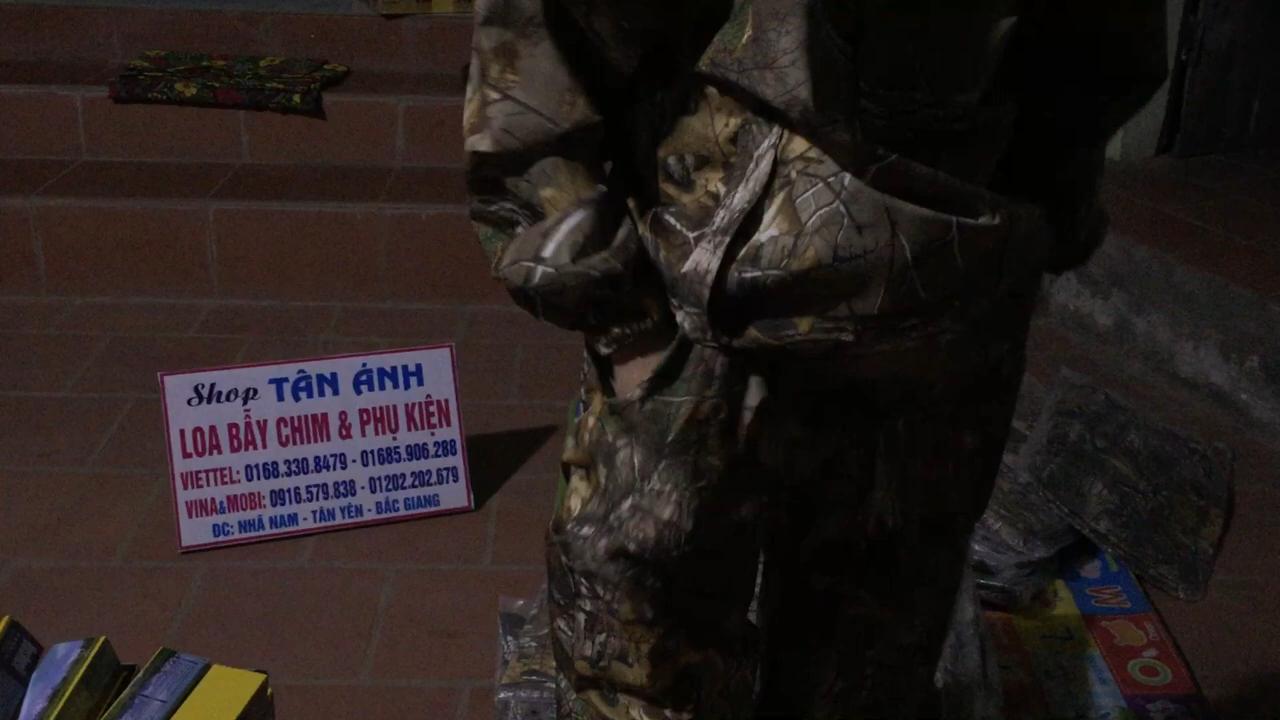 Shop TÂN ÁNH
LOA BẪY CHIM & PHỤ KIỆN
VIETTEL: 0168.330.8479 - 01685.906.288
VINA&MOBI: 0916.579.838 - 01202.202.679
ĐC: NHÃ NAM - TÂN YÊN - BẮC GIANG
W
O